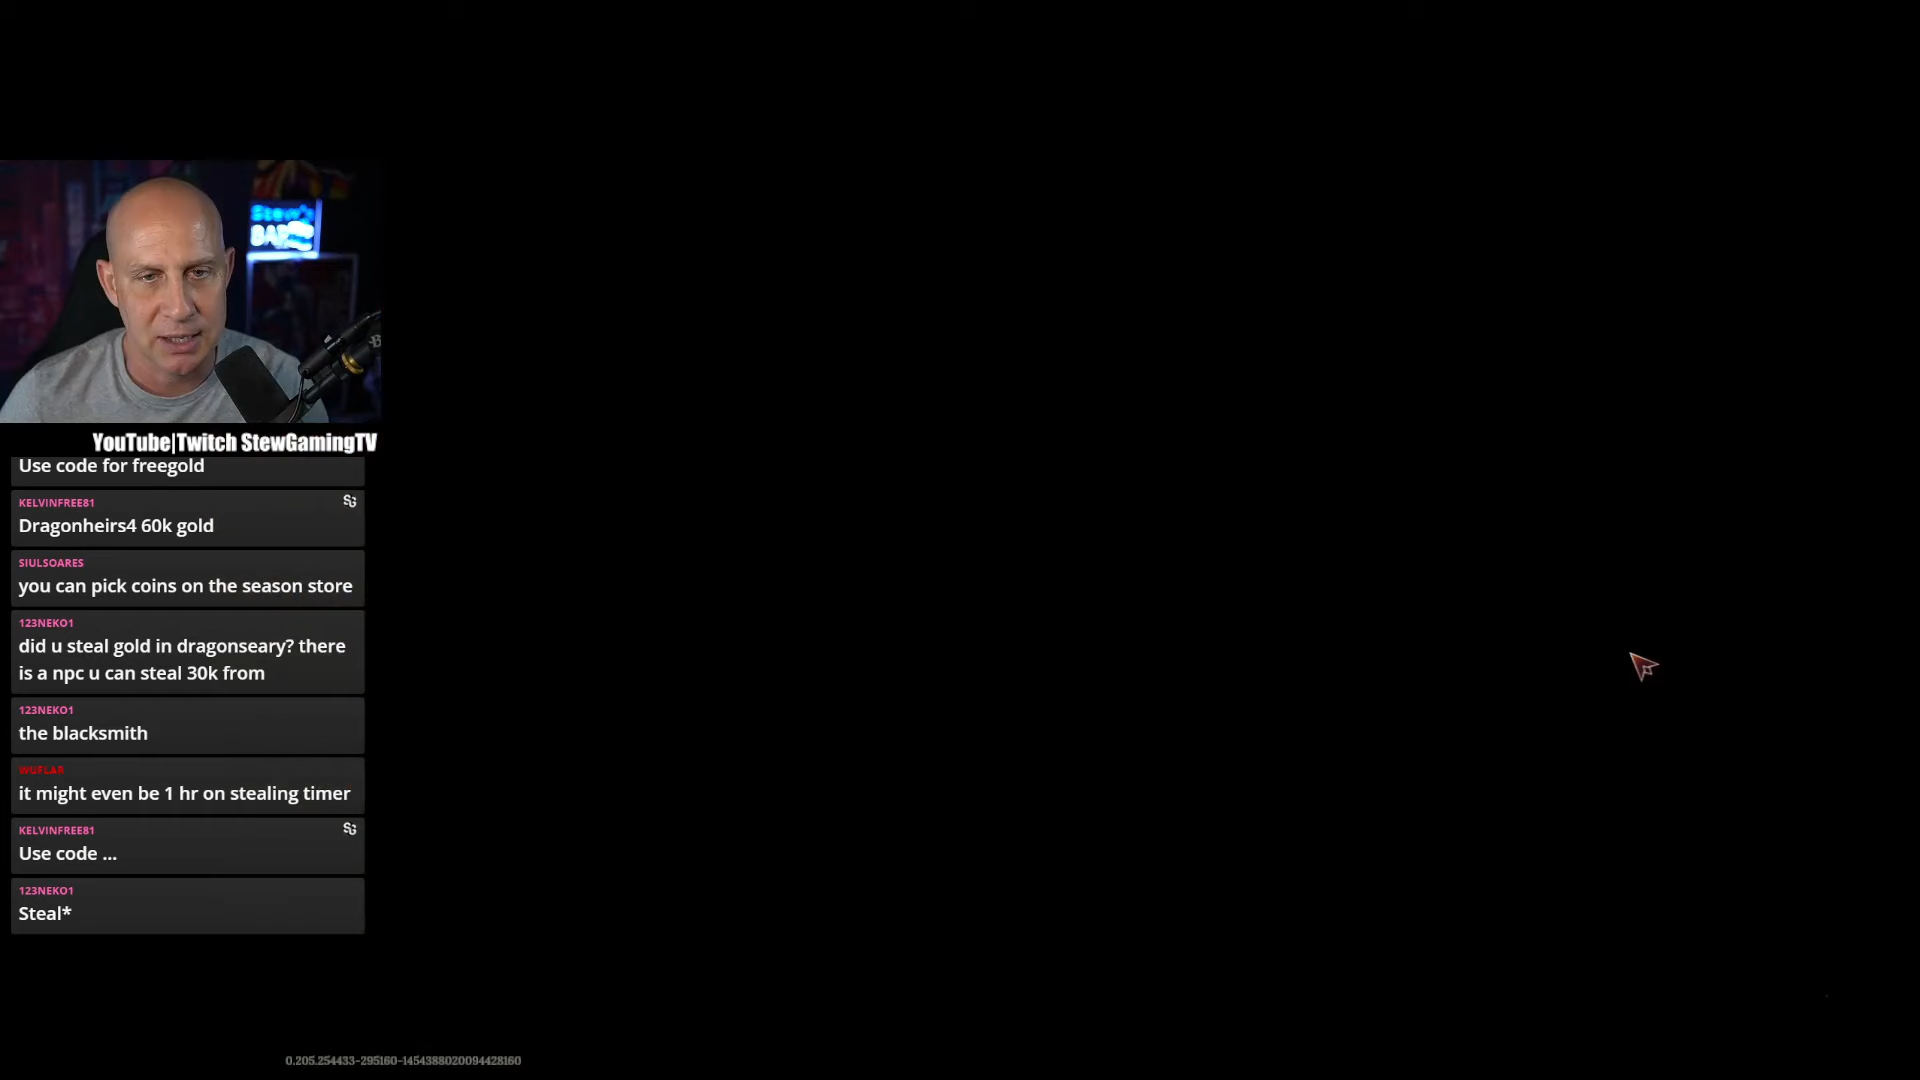 Stew's
BAR
YouTube|Twitch StewGamingTV
Use code for freegold
KELVINFREE81
Dragonheirs4 60k gold
SIULSOARES
you can pick coins on the season store
123NEKO1
did u steal gold in dragonseary? there
is a npc u can steal 30k from
123NEKO1
the blacksmith
WUFLAR
it might even be 1 hr on stealing timer
KELVINFREE81
Use code ...
123NEKO1
Steal*
0.205.254433-295160-1454388020094428160